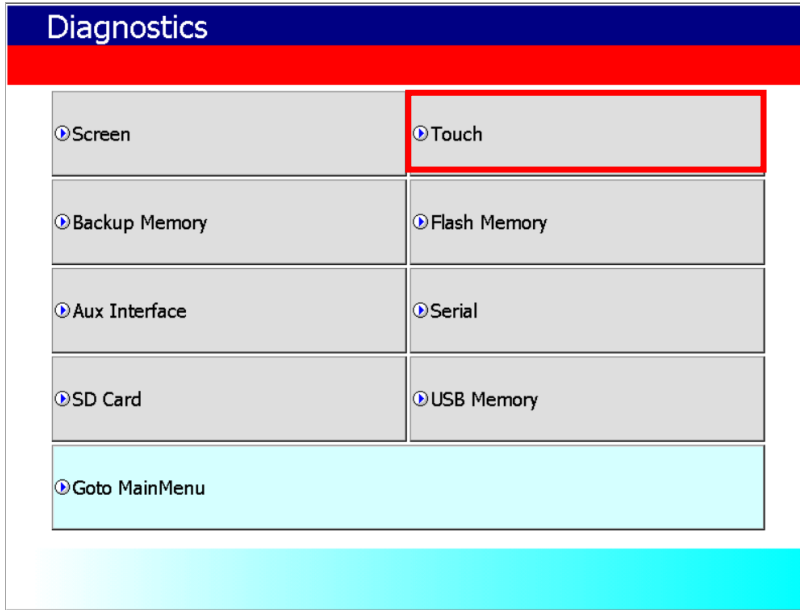 Diagnostics
Screen
Touch
Backup Memory
Flash Memory
Aux Interface
Serial
SD Card
USB Memory
Goto MainMenu